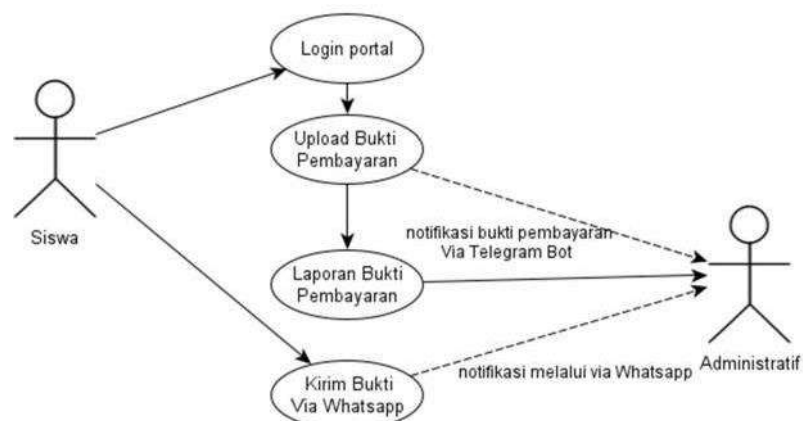 Login portal
Upload Bukti
Pembayaran
Siswa
notifikasi bukti pembayaran
Via Telegram Bot
Laporan Bukti
Pembayaran
Administratif
notifikasi melalui via Whatsapp
Kirim Bukti
Via Whatsapp